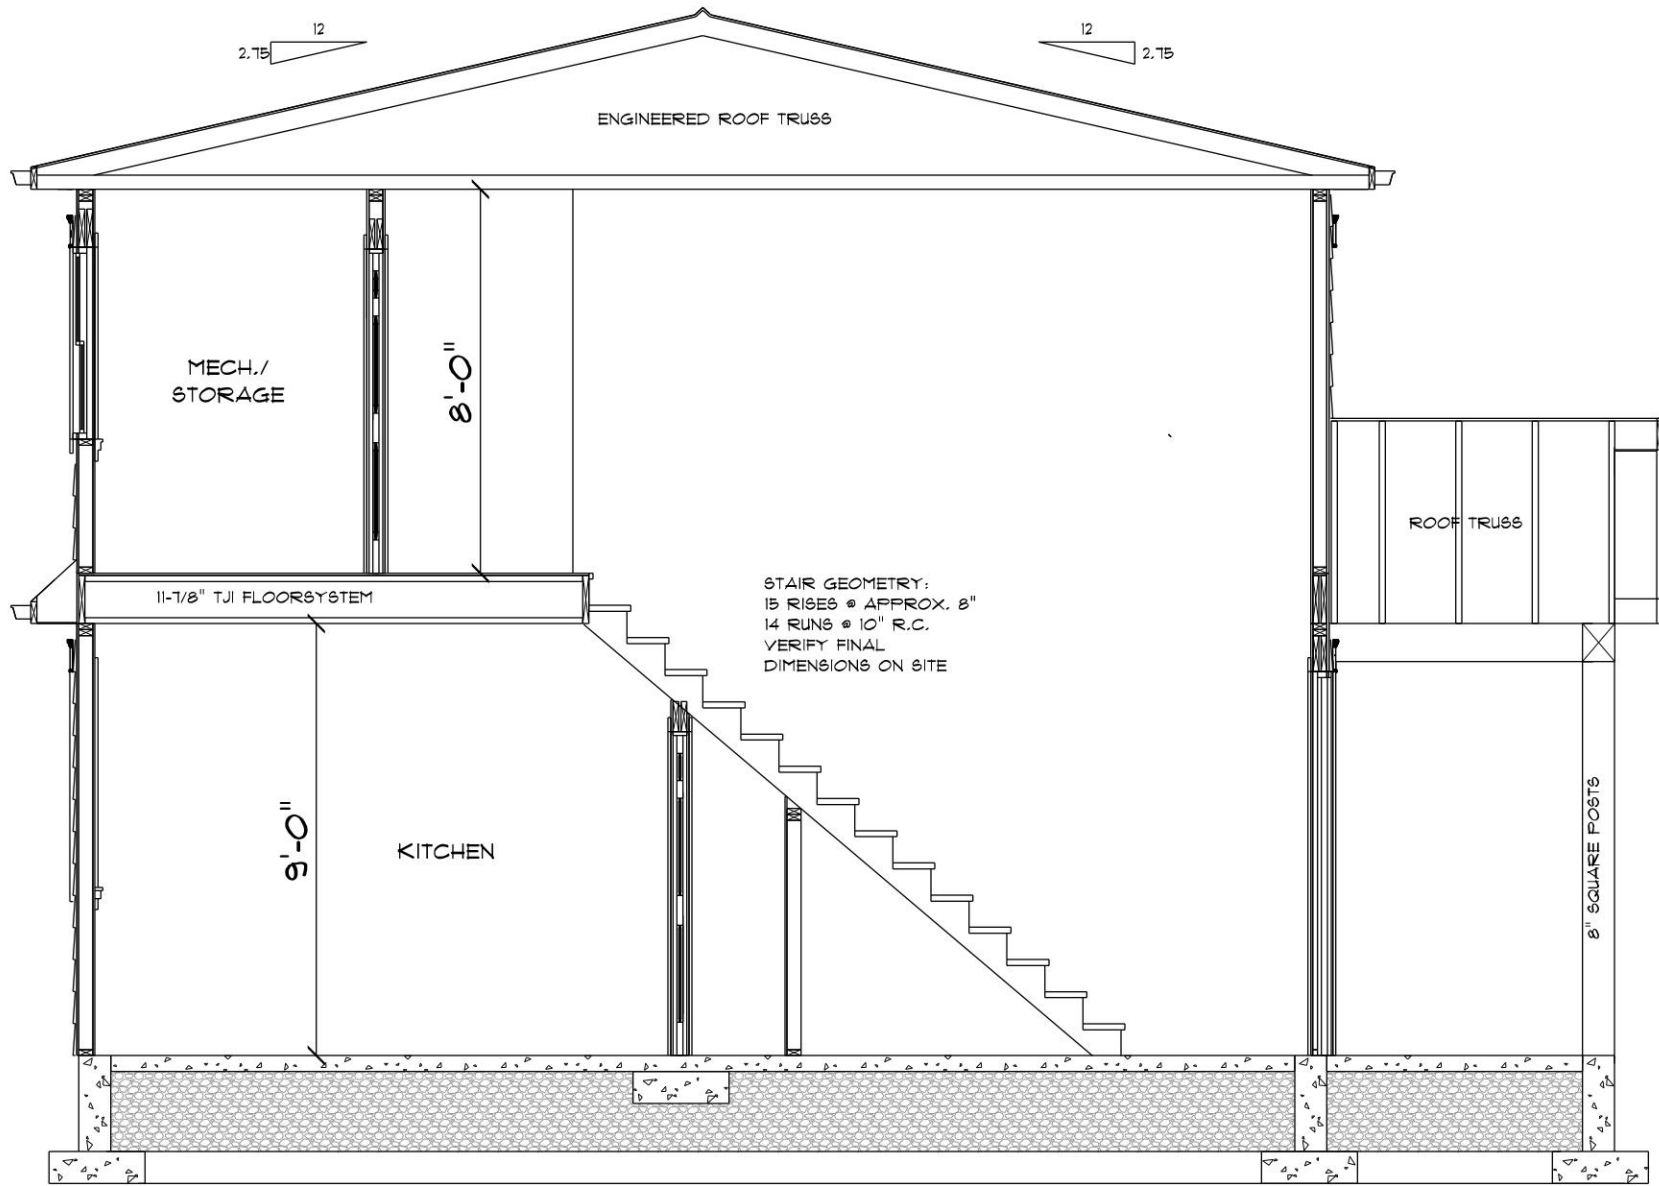 12
2.75
12
2.75
ENGINEERED ROOF TRUSS
MECH./
STORAGE
8'-0"
ROOF TRUSS
11-7/8" TJI FLOORSYSTEM
STAIR GEOMETRY:
15 RISES @ APPROX. 8"
14 RUNS @ 10" R.C.
VERIFY FINAL
DIMENSIONS ON SITE
9'-0"
KITCHEN
8" SQUARE POSTS